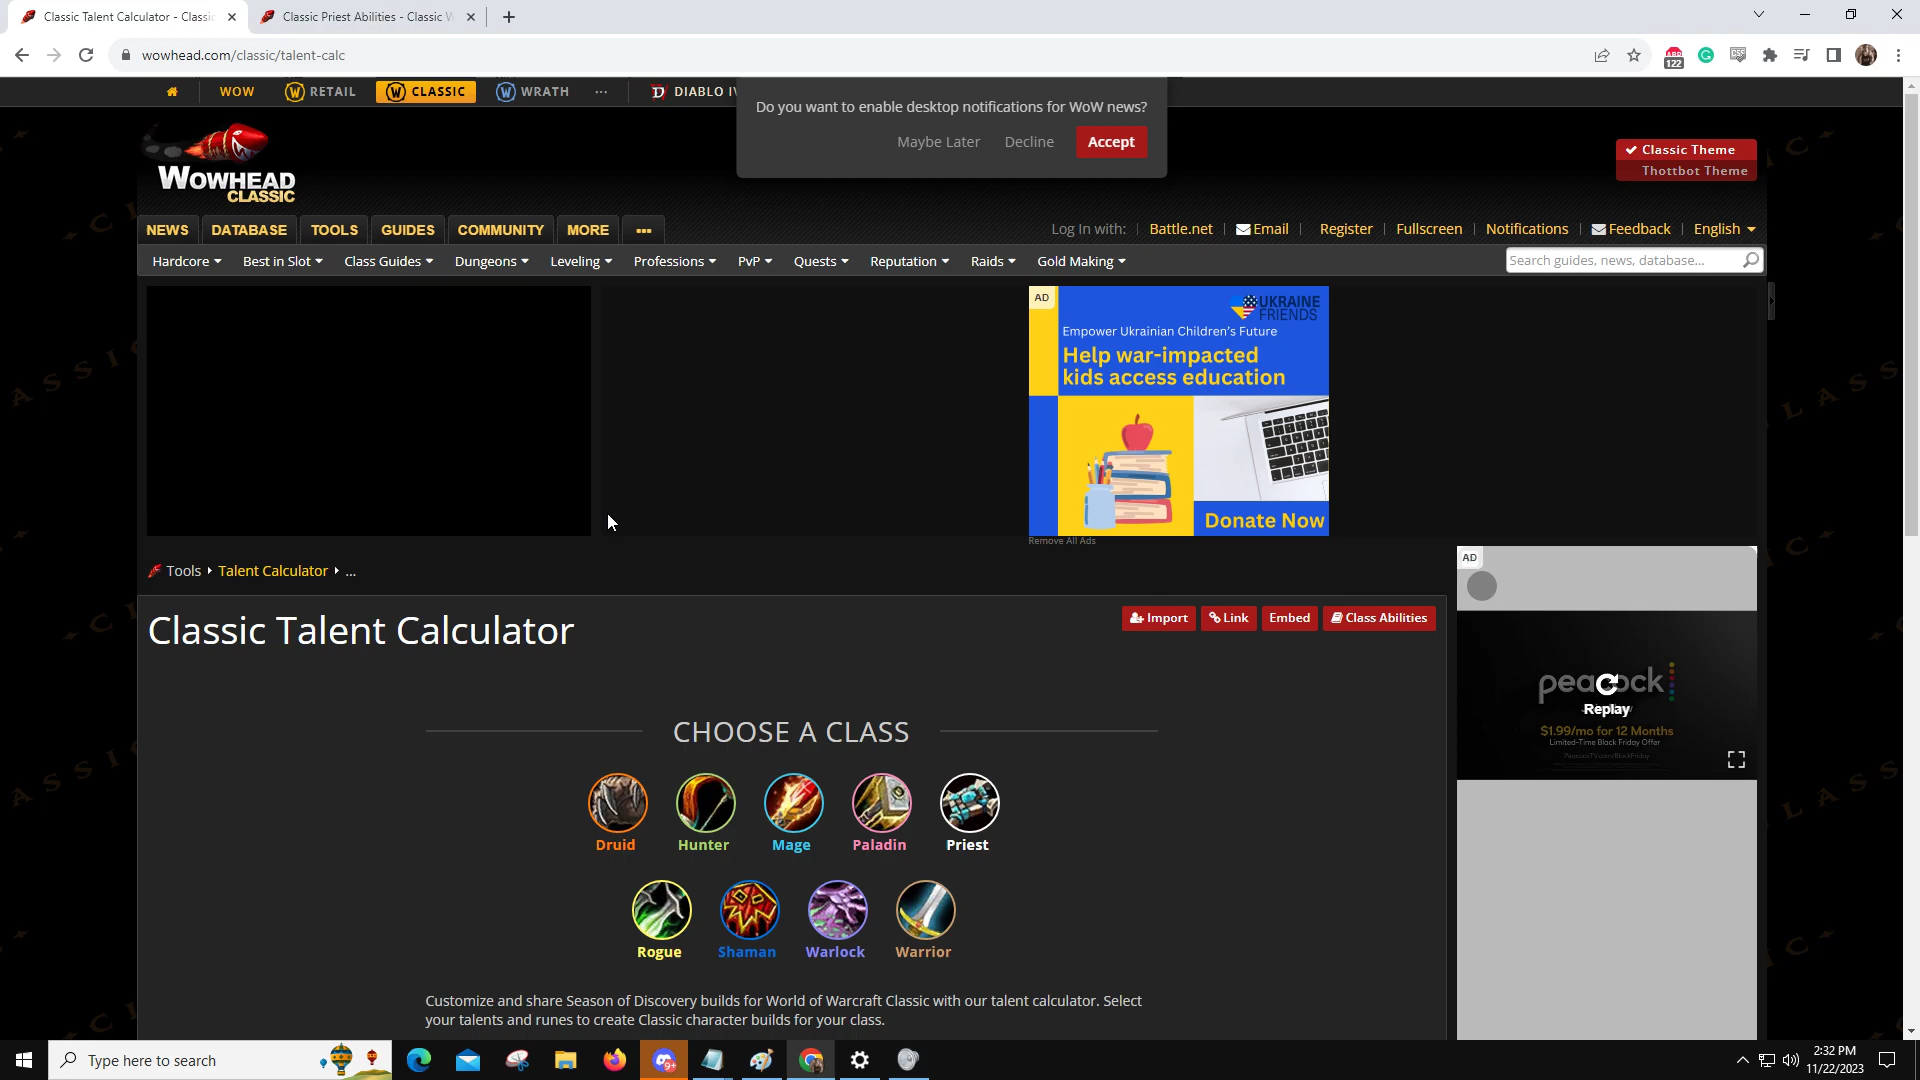 Classic Talent Calculator - Classic
Classic Priest Abilities - Classic W
wowhead.com/classic/talent-calc
122
WOW
RETAIL
CLASSIC
WRATH
DIABLO IV
Do you want to enable desktop notifications for WoW news?
Maybe Later
Decline
Accept
WOWHEAD
CLASSIC
Classic Theme
Thottbot Theme
NEWS
DATABASE
TOOLS
GUIDES
COMMUNITY
MORE
Log In with:
Battle.net
Email
Register
Fullscreen
Notifications
Feedback
English
Hardcore
Best in Slot
Class Guides
Dungeons
Leveling
Professions
PvP
Quests
Reputation
Raids
Gold Making
Search guides, news, database...
AD
UKRAINE
FRIENDS
Empower Ukrainian Children's Future
Help war-impacted
kids access education
Donate Now
Remove All Ads
Tools
Talent Calculator
...
AD
Classic Talent Calculator
Import
Link
Embed
Class Abilities
Replay
$1.99/mo for 12 Months
Limited-Time Black Friday Offer
CHOOSE A CLASS
Druid
Hunter
Mage
Paladin
Priest
Rogue
Shaman
Warlock
Warrior
Customize and share Season of Discovery builds for World of Warcraft Classic with our talent calculator. Select
your talents and runes to create Classic character builds for your class.
Type here to search
2:32 PM
11/22/2023